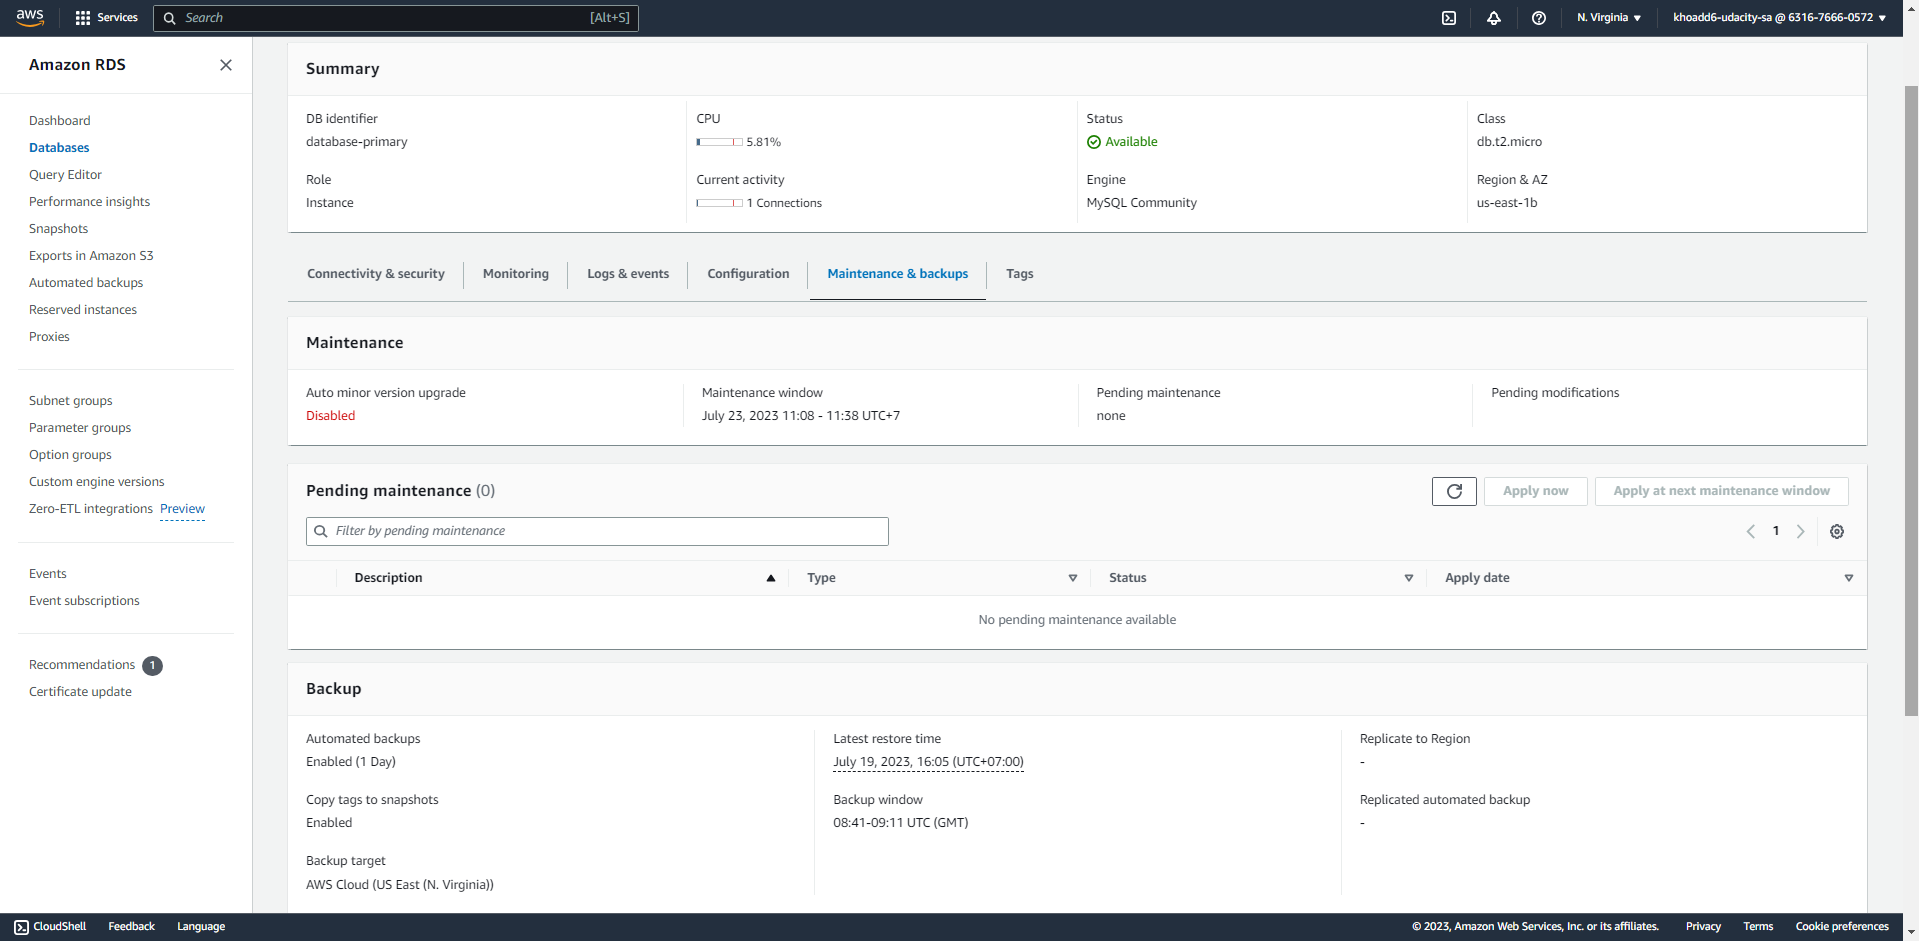 aws
Services
Search [Alt+S]
N. Virginia
khoadd6-udacity-sa @ 6316-7666-0572
Amazon RDS
Dashboard
Databases
Query Editor
Performance insights
Snapshots
Exports in Amazon S3
Automated backups
Reserved instances
Proxies
Subnet groups
Parameter groups
Option groups
Custom engine versions
Zero-ETL integrations Preview
Events
Event subscriptions
Recommendations 1
Certificate update
Summary
DB identifier
database-primary
CPU
5.81%
Status
Available
Class
db.t2.micro
Role
Instance
Current activity
1 Connections
Engine
MySQL Community
Region & AZ
us-east-1b
Connectivity & security
Monitoring
Logs & events
Configuration
Maintenance & backups
Tags
Maintenance
Auto minor version upgrade
Disabled
Maintenance window
July 23, 2023 11:08 - 11:38 UTC+7
Pending maintenance
none
Pending modifications
Pending maintenance (0)
Apply now
Apply at next maintenance window
Filter by pending maintenance
1
Description
Type
Status
Apply date
No pending maintenance available
Backup
Automated backups
Enabled (1 Day)
Latest restore time
July 19, 2023, 16:05 (UTC+07:00)
Replicate to Region
-
Copy tags to snapshots
Enabled
Backup window
08:41-09:11 UTC (GMT)
Replicated automated backup
-
Backup target
AWS Cloud (US East (N. Virginia))
CloudShell
Feedback
Language
© 2023, Amazon Web Services, Inc. or its affiliates.
Privacy
Terms
Cookie preferences